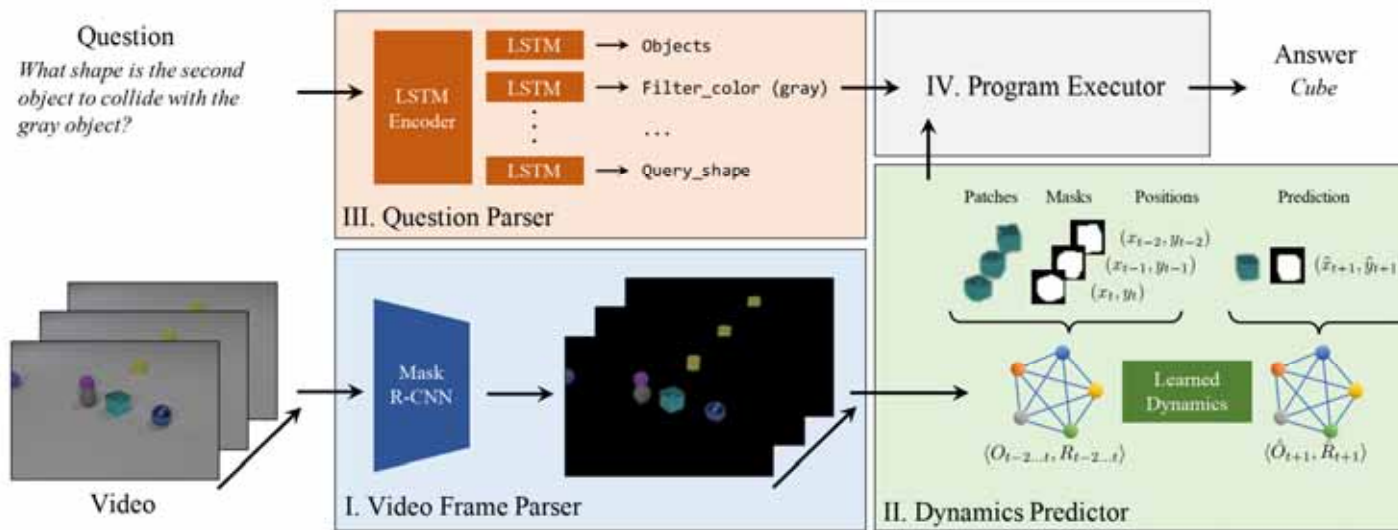 Question
What shape is the second
object to collide with the
gray object?
LSTM
Encoder
LSTM
Objects
LSTM
Filter_color (gray)
...
LSTM
Query_shape
III. Question Parser
IV. Program Executor
Answer
Cube
Video
Mask
R-CNN
I. Video Frame Parser
Patches
Masks
Positions
Prediction
(x_{t-2}, y_{t-2})
(x_{t-1}, y_{t-1})
(x_t, y_t)
(x̂_{t+1}, ŷ_{t+1}
Learned
Dynamics
⟨O_{t-2...t}, R_{t-2...t}⟩
⟨Ô_{t+1}, R̂_{t+1}⟩
II. Dynamics Predictor